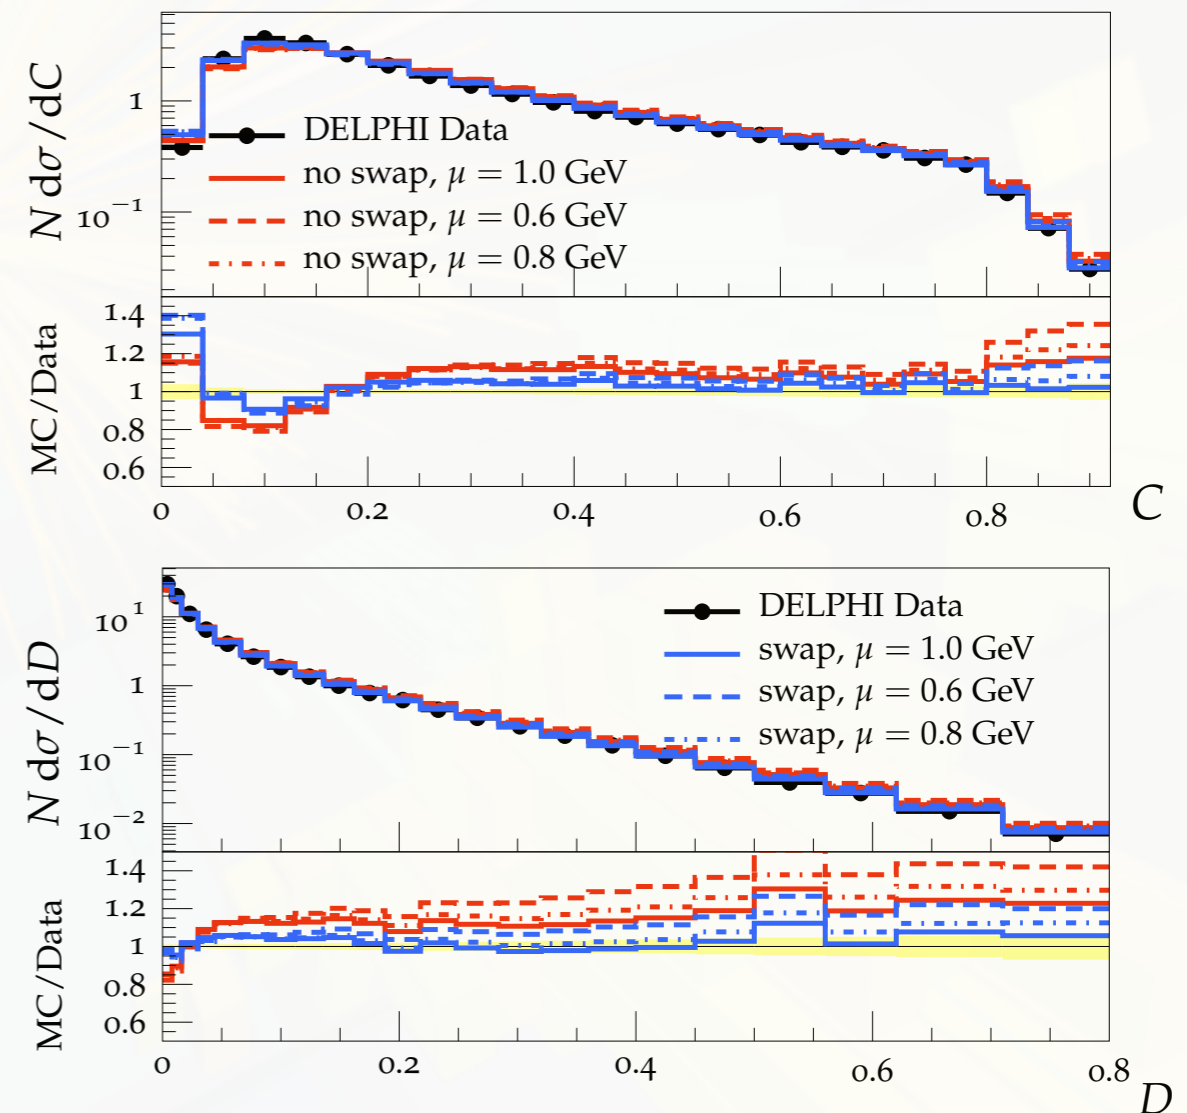 N dσ/dC
1
10⁻¹
DELPHI Data
no swap, μ = 1.0 GeV
no swap, μ = 0.6 GeV
no swap, μ = 0.8 GeV
MC/Data
1.4
1.2
1
0.8
0.6
0 0.2 0.4 0.6 0.8 C
N dσ/dD
10¹
1
10⁻¹
10⁻²
DELPHI Data
swap, μ = 1.0 GeV
swap, μ = 0.6 GeV
swap, μ = 0.8 GeV
MC/Data
1.4
1.2
1
0.8
0.6
0 0.2 0.4 0.6 0.8
D